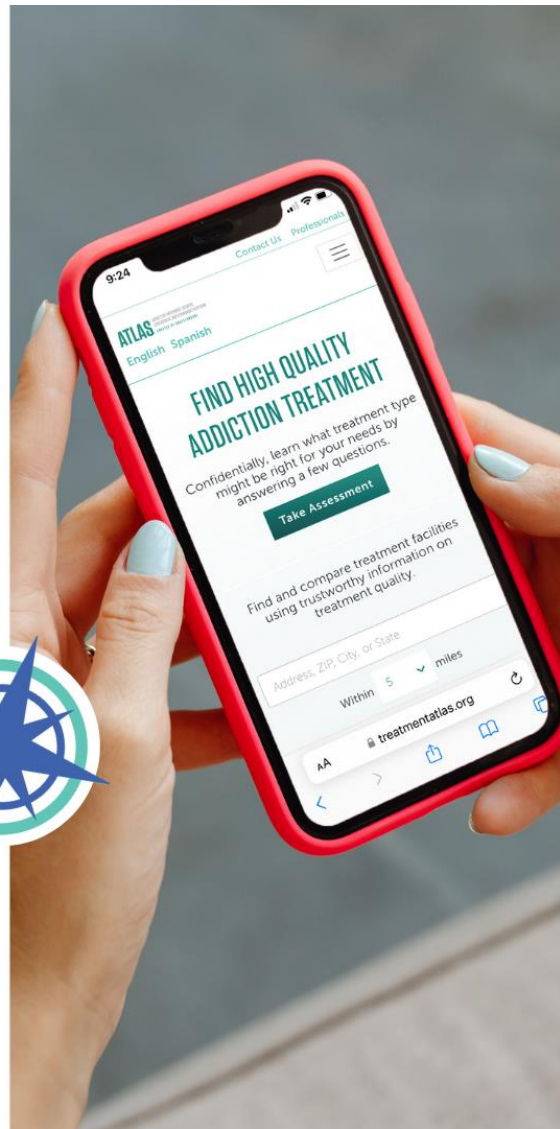 9:24
Contact Us Professionals
ATLAS
English Spanish
FIND HIGH QUALITY
ADDICTION TREATMENT
Confidentially, learn what treatment type
might be right for your needs by
answering a few questions.
Take Assessment
Find and compare treatment facilities
using trustworthy information on
treatment quality.
Address, ZIP, City, or State
Within 5 miles
AA treatmentatlas.org